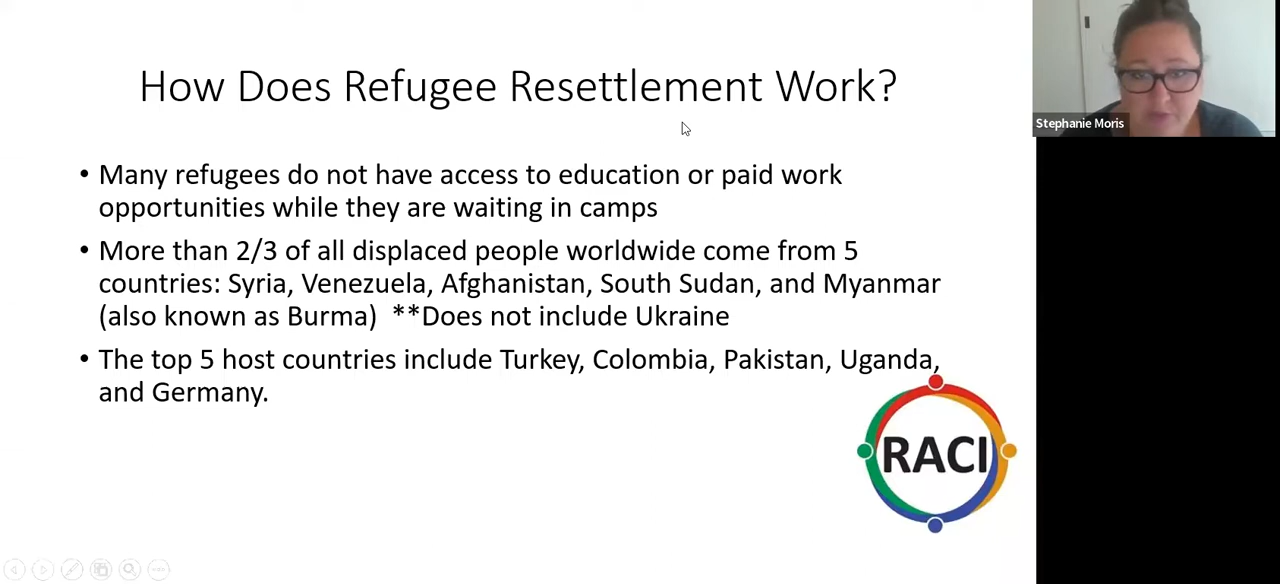 How Does Refugee Resettlement Work?
• Many refugees do not have access to education or paid work
opportunities while they are waiting in camps
• More than 2/3 of all displaced people worldwide come from 5
countries: Syria, Venezuela, Afghanistan, South Sudan, and Myanmar
(also known as Burma)  **Does not include Ukraine
• The top 5 host countries include Turkey, Colombia, Pakistan, Uganda,
and Germany.
RACI
Stephanie Moris